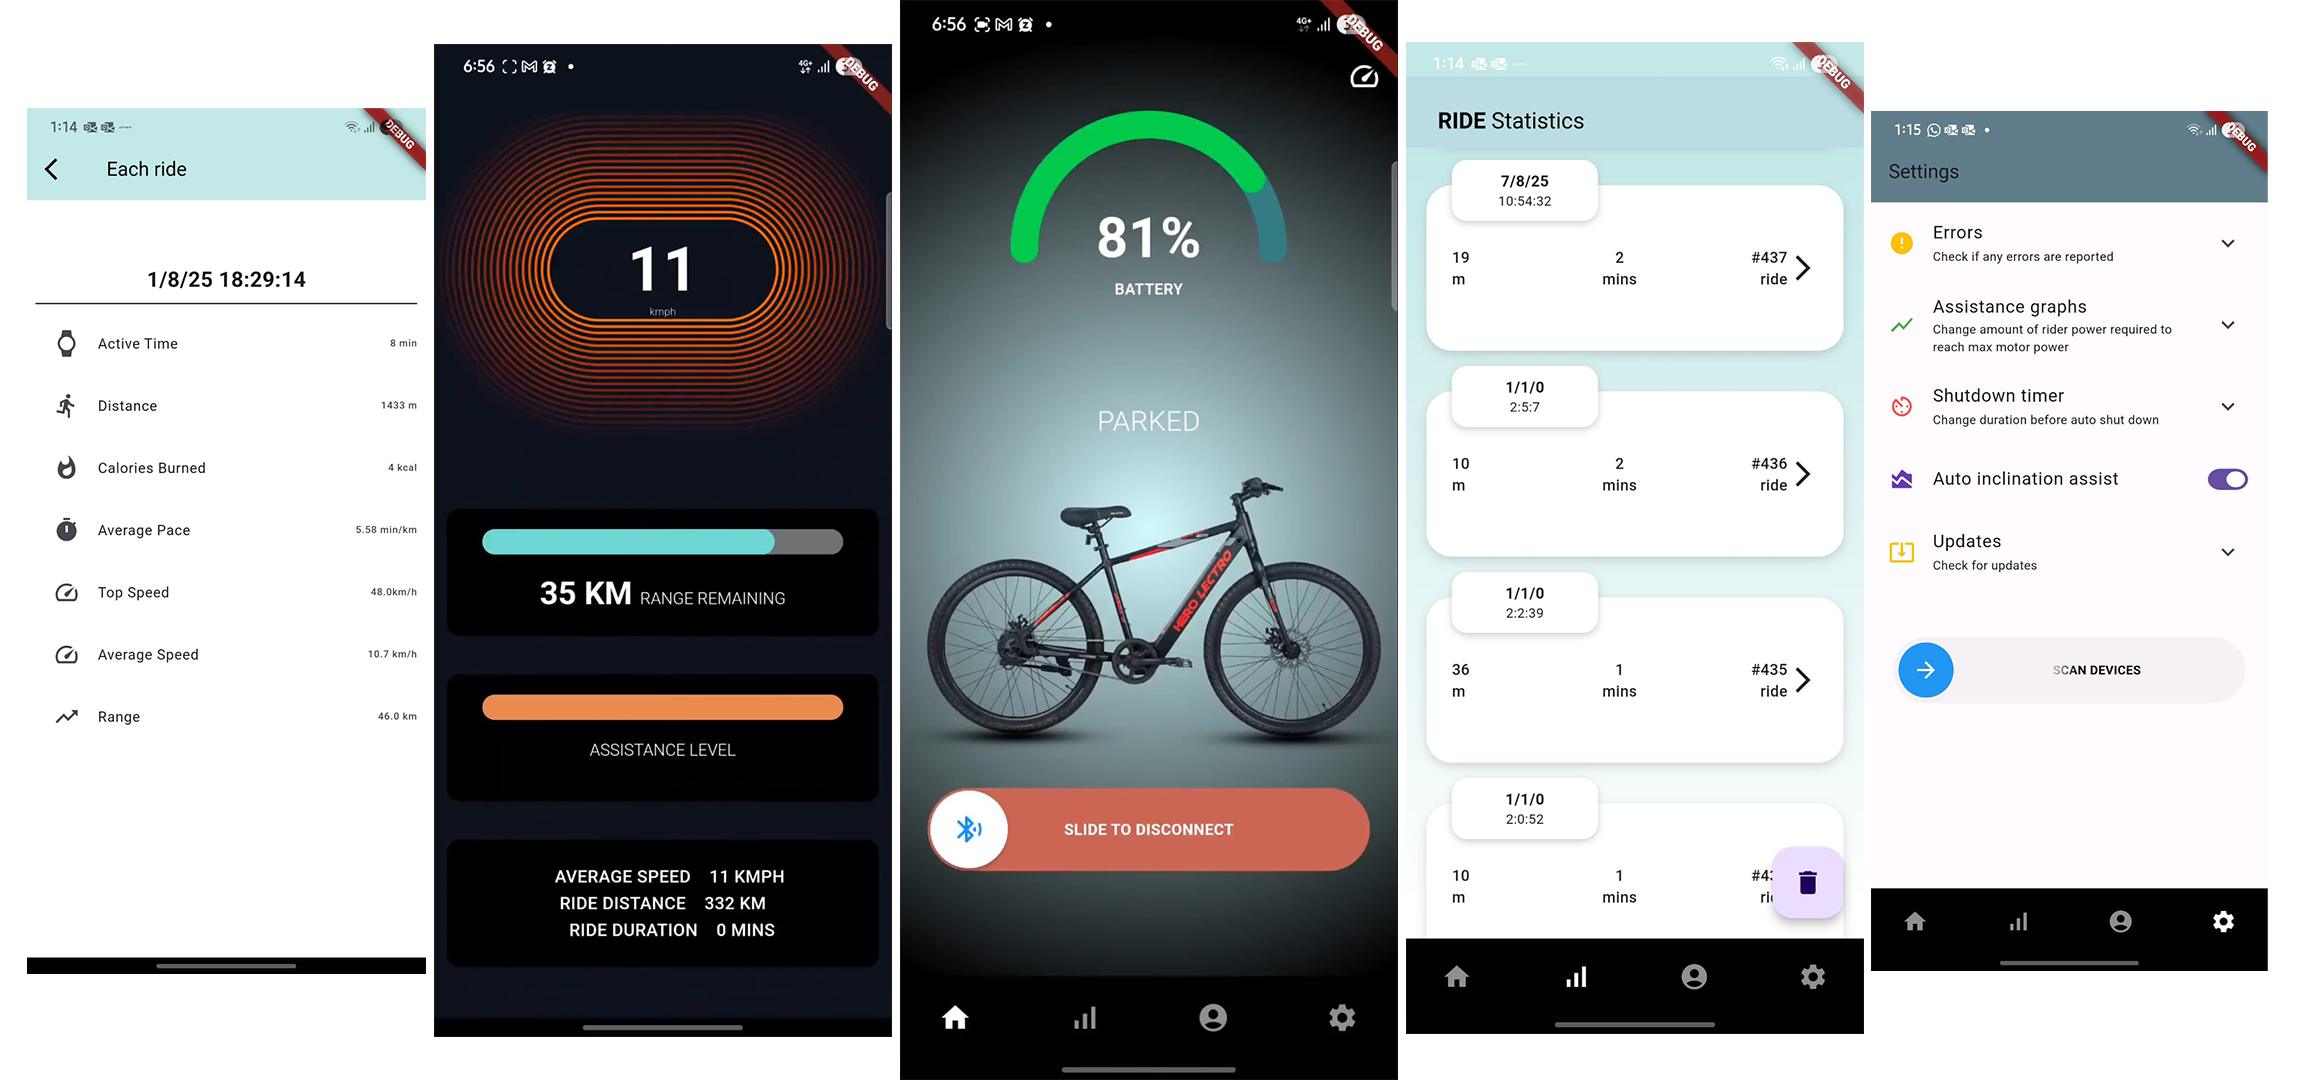 1:14
DEBUG
Each ride
1/8/25 18:29:14
Active Time 8 min
Distance 1433 m
Calories Burned 4 kcal
Average Pace 5.58 min/km
Top Speed 48.0km/h
Average Speed 10.7 km/h
Range 46.0 km
6:56
4G+
DEBUG
11
kmph
35 KM RANGE REMAINING
ASSISTANCE LEVEL
AVERAGE SPEED 11 KMPH
RIDE DISTANCE 332 KM
RIDE DURATION 0 MINS
6:56
4G+
DEBUG
81%
BATTERY
PARKED
HERO LECTRO
SLIDE TO DISCONNECT
1:14
DEBUG
RIDE Statistics
7/8/25
10:54:32
19 2 #437
m mins ride
1/1/0
2:5:7
10 2 #436
m mins ride
1/1/0
2:2:39
36 1 #435
m mins ride
1/1/0
2:0:52
10 1 #43
m mins ri
1:15
DEBUG
Settings
Errors
Check if any errors are reported
Assistance graphs
Change amount of rider power required to
reach max motor power
Shutdown timer
Change duration before auto shut down
Auto inclination assist
Updates
Check for updates
SCAN DEVICES